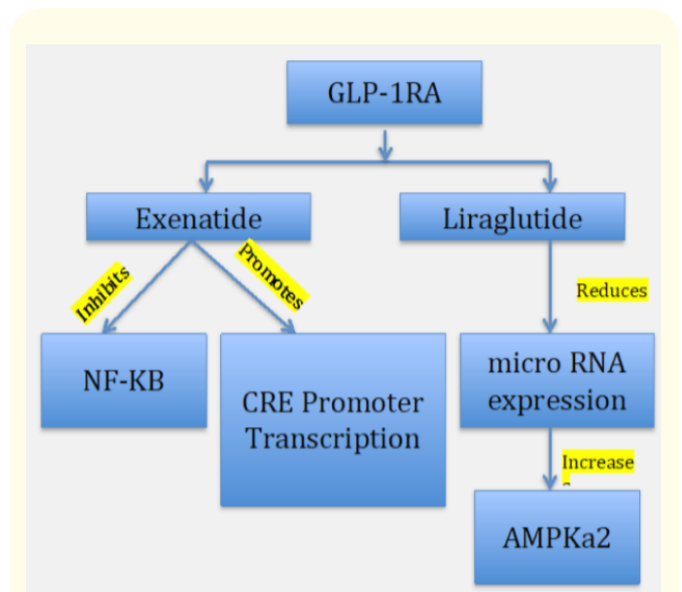 GLP-1RA
Exenatide
Liraglutide
Inhibits
Promotes
Reduces
NF-KB
CRE Promoter
Transcription
micro RNA
expression
Increase
AMPKa2